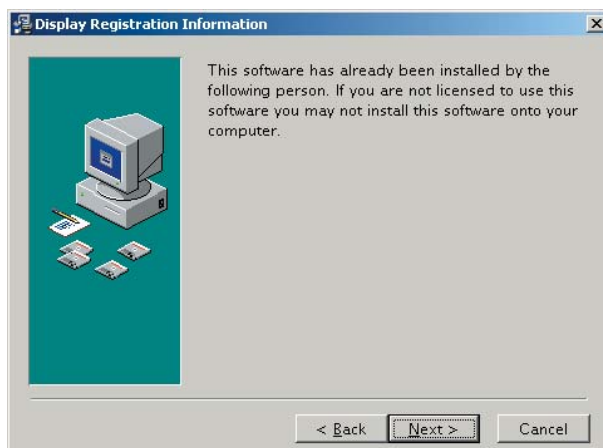 Display Registration Information
This software has already been installed by the
following person. If you are not licensed to use this
software you may not install this software onto your
computer.
< Back
Next >
Cancel